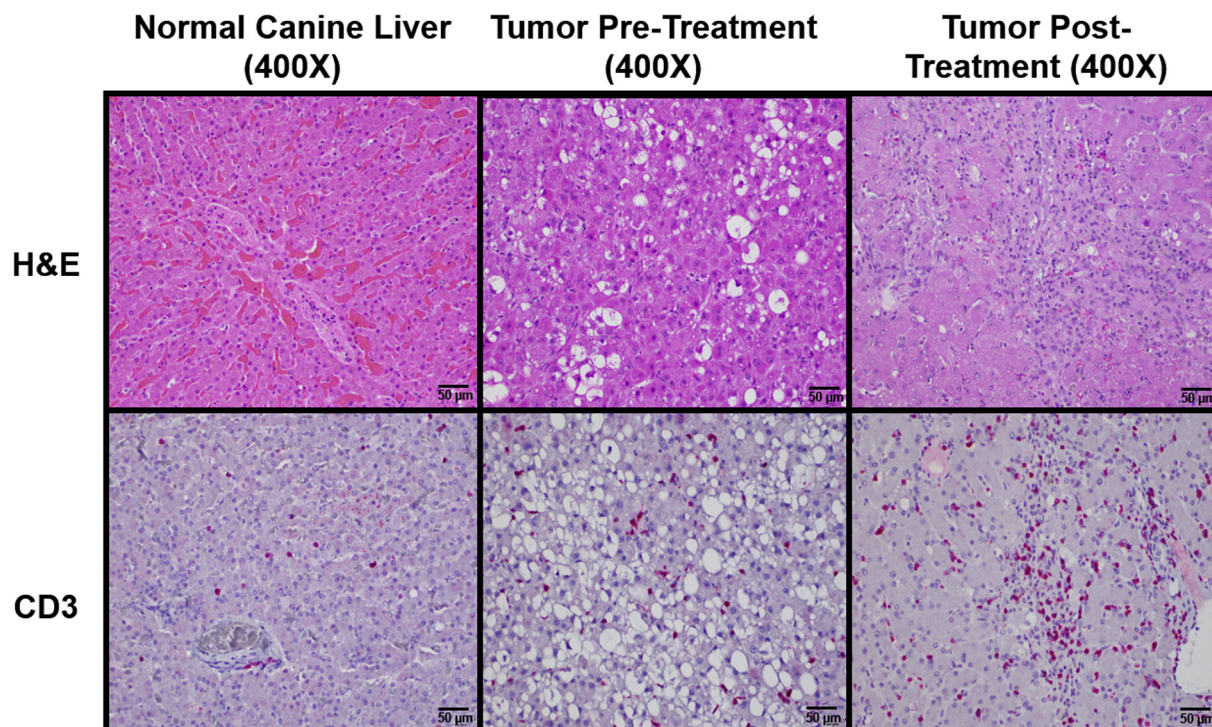 Normal Canine Liver
(400X)
Tumor Pre-Treatment
(400X)
Tumor Post-
Treatment (400X)
H&E
50 µm
50 µm
50 µm
CD3
50 µm
50 µm
50 µm